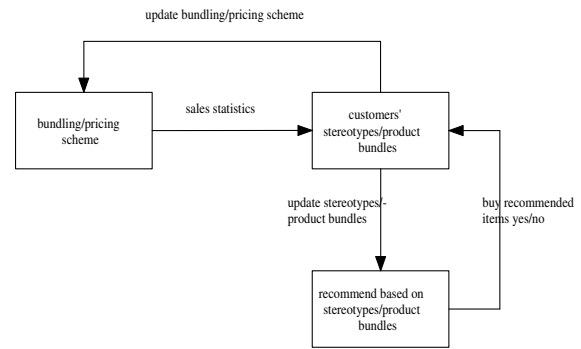 update bundling/pricing scheme
sales statistics
bundling/pricing
scheme
customers'
stereotypes/product
bundles
update stereotypes/-
product bundles
buy recommended
items yes/no
recommend based on
stereotypes/product
bundles